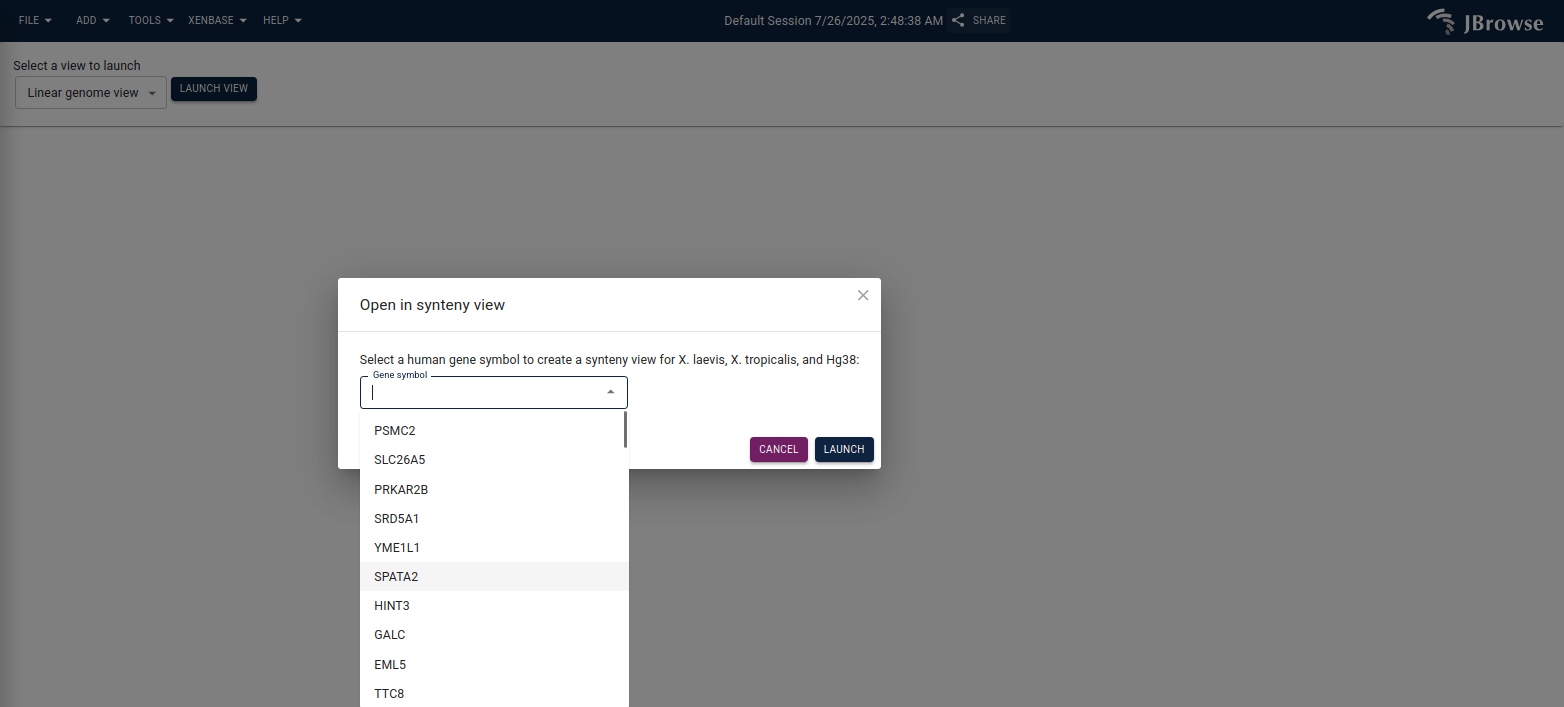 FILE ADD TOOLS XENBASE HELP Default Session 7/26/2025, 2:48:38 AM SHARE JBrowse
Select a view to launch
Linear genome view LAUNCH VIEW
Open in synteny view
Select a human gene symbol to create a synteny view for X. laevis, X. tropicalis, and Hg38:
Gene symbol
PSMC2
CANCEL LAUNCH
SLC26A5
PRKAR2B
SRD5A1
YME1L1
SPATA2
HINT3
GALC
EML5
TTC8